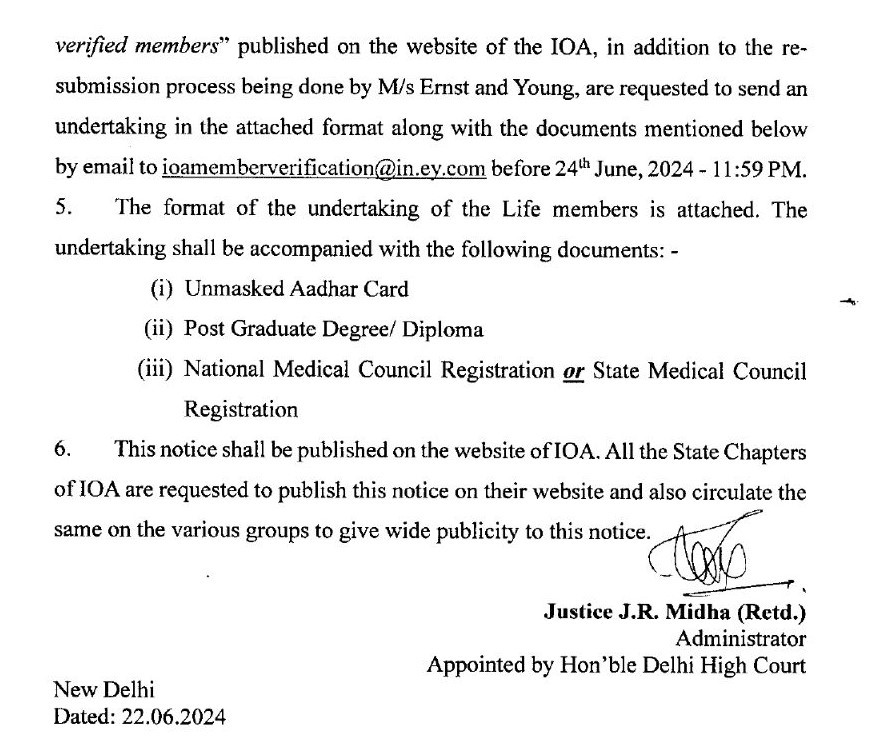 verified members” published on the website of the IOA, in addition to the re-
submission process being done by M/s Ernst and Young, are requested to send an
undertaking in the attached format along with the documents mentioned below
by email to ioamemberverification@in.ey.com before 24th June, 2024 - 11:59 PM.
5. The format of the undertaking of the Life members is attached. The
undertaking shall be accompanied with the following documents: -
(i) Unmasked Aadhar Card
(ii) Post Graduate Degree/ Diploma
(iii) National Medical Council Registration or State Medical Council
Registration
6. This notice shall be published on the website of IOA. All the State Chapters
of IOA are requested to publish this notice on their website and also circulate the
same on the various groups to give wide publicity to this notice.
Justice J.R. Midha (Retd.)
Administrator
Appointed by Hon’ble Delhi High Court
New Delhi
Dated: 22.06.2024